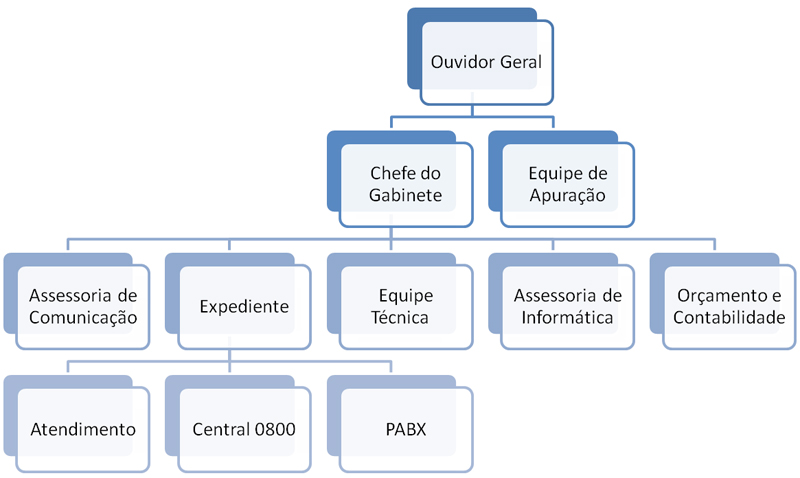 Ouvidor Geral
Chefe do
Gabinete
Equipe de
Apuração
Assessoria de
Comunicação
Expediente
Equipe
Técnica
Assessoria de
Informática
Orçamento e
Contabilidade
Atendimento
Central 0800
PABX